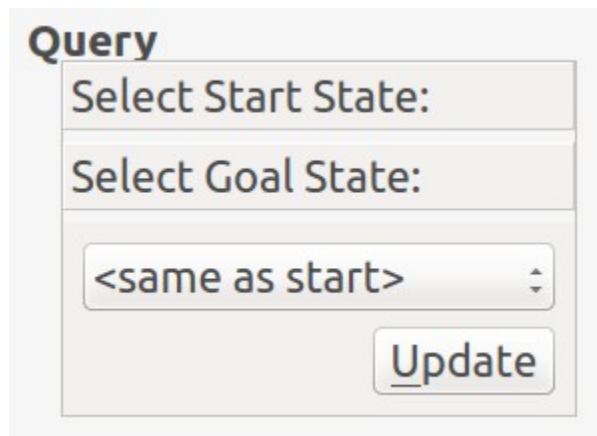 Query
Select Start State:
Select Goal State:
<same as start>
Update